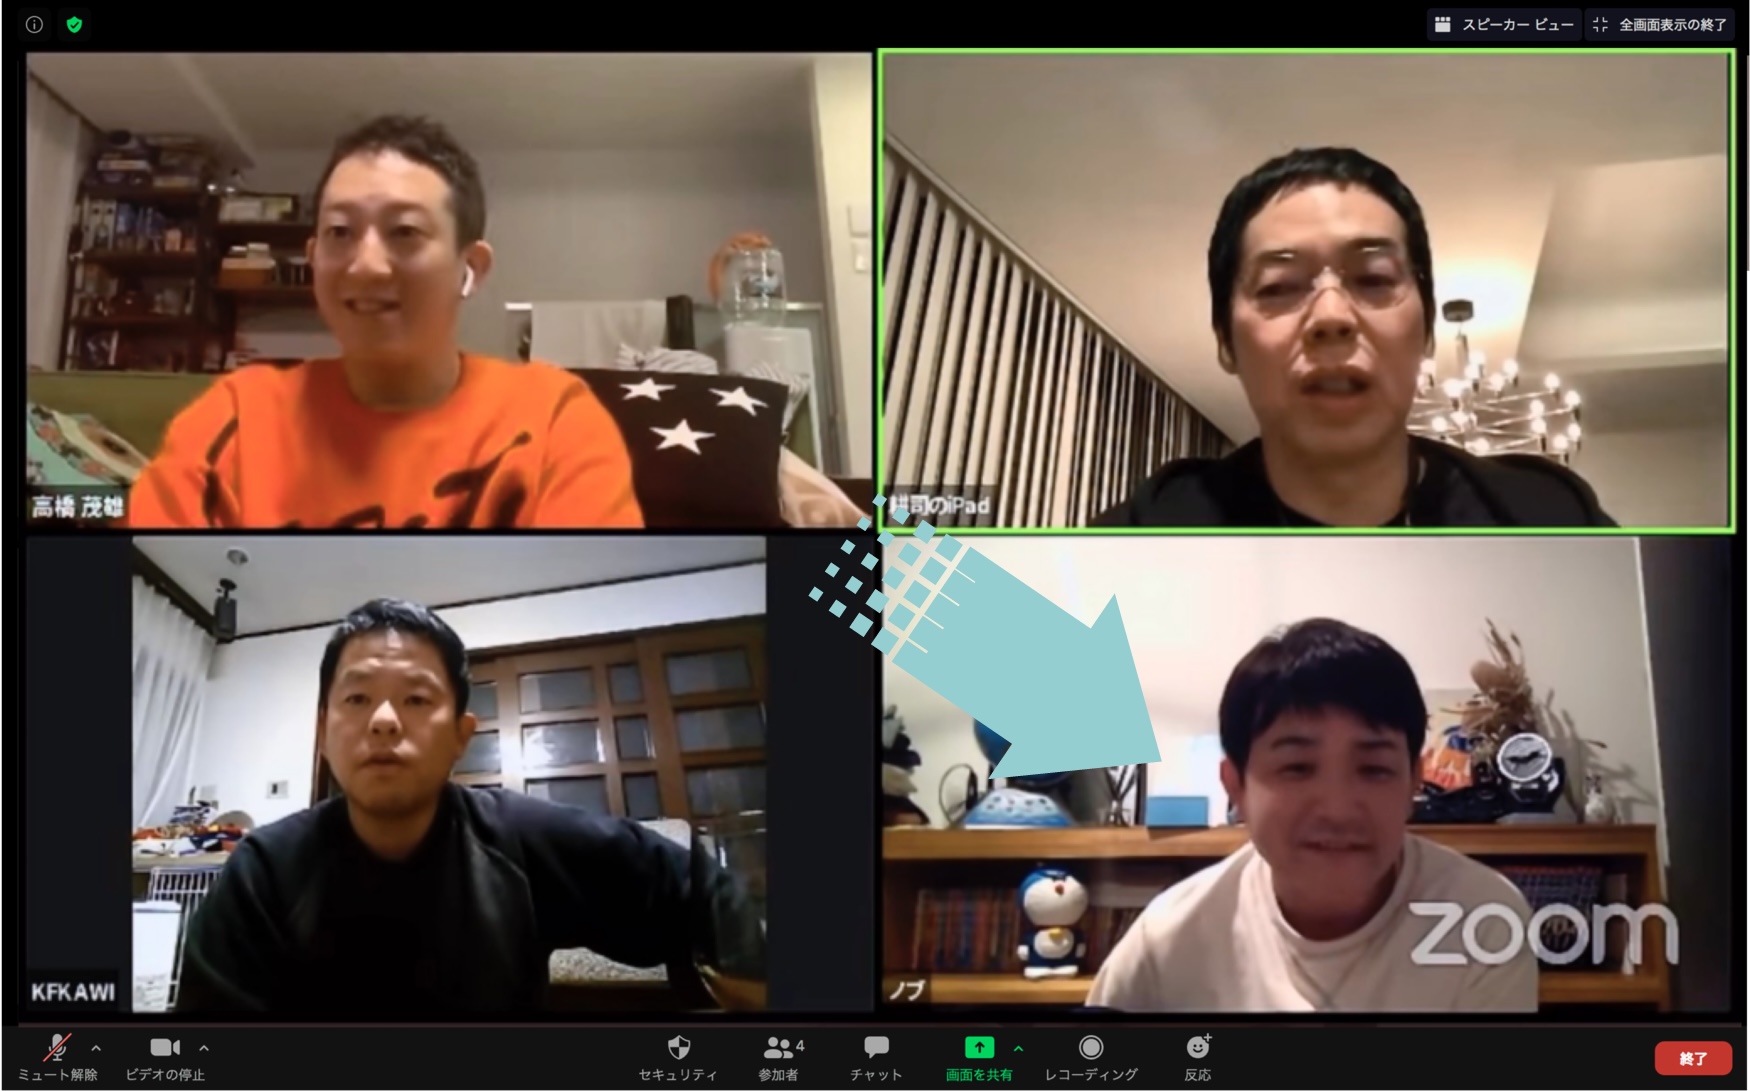 スピーカー ビュー
全画面表示の終了
高橋 茂雄
耕司のiPad
KFKAWI
ノブ
zoom
ミュート解除
ビデオの停止
セキュリティ
4
参加者
チャット
画面を共有
レコーディング
反応
終了